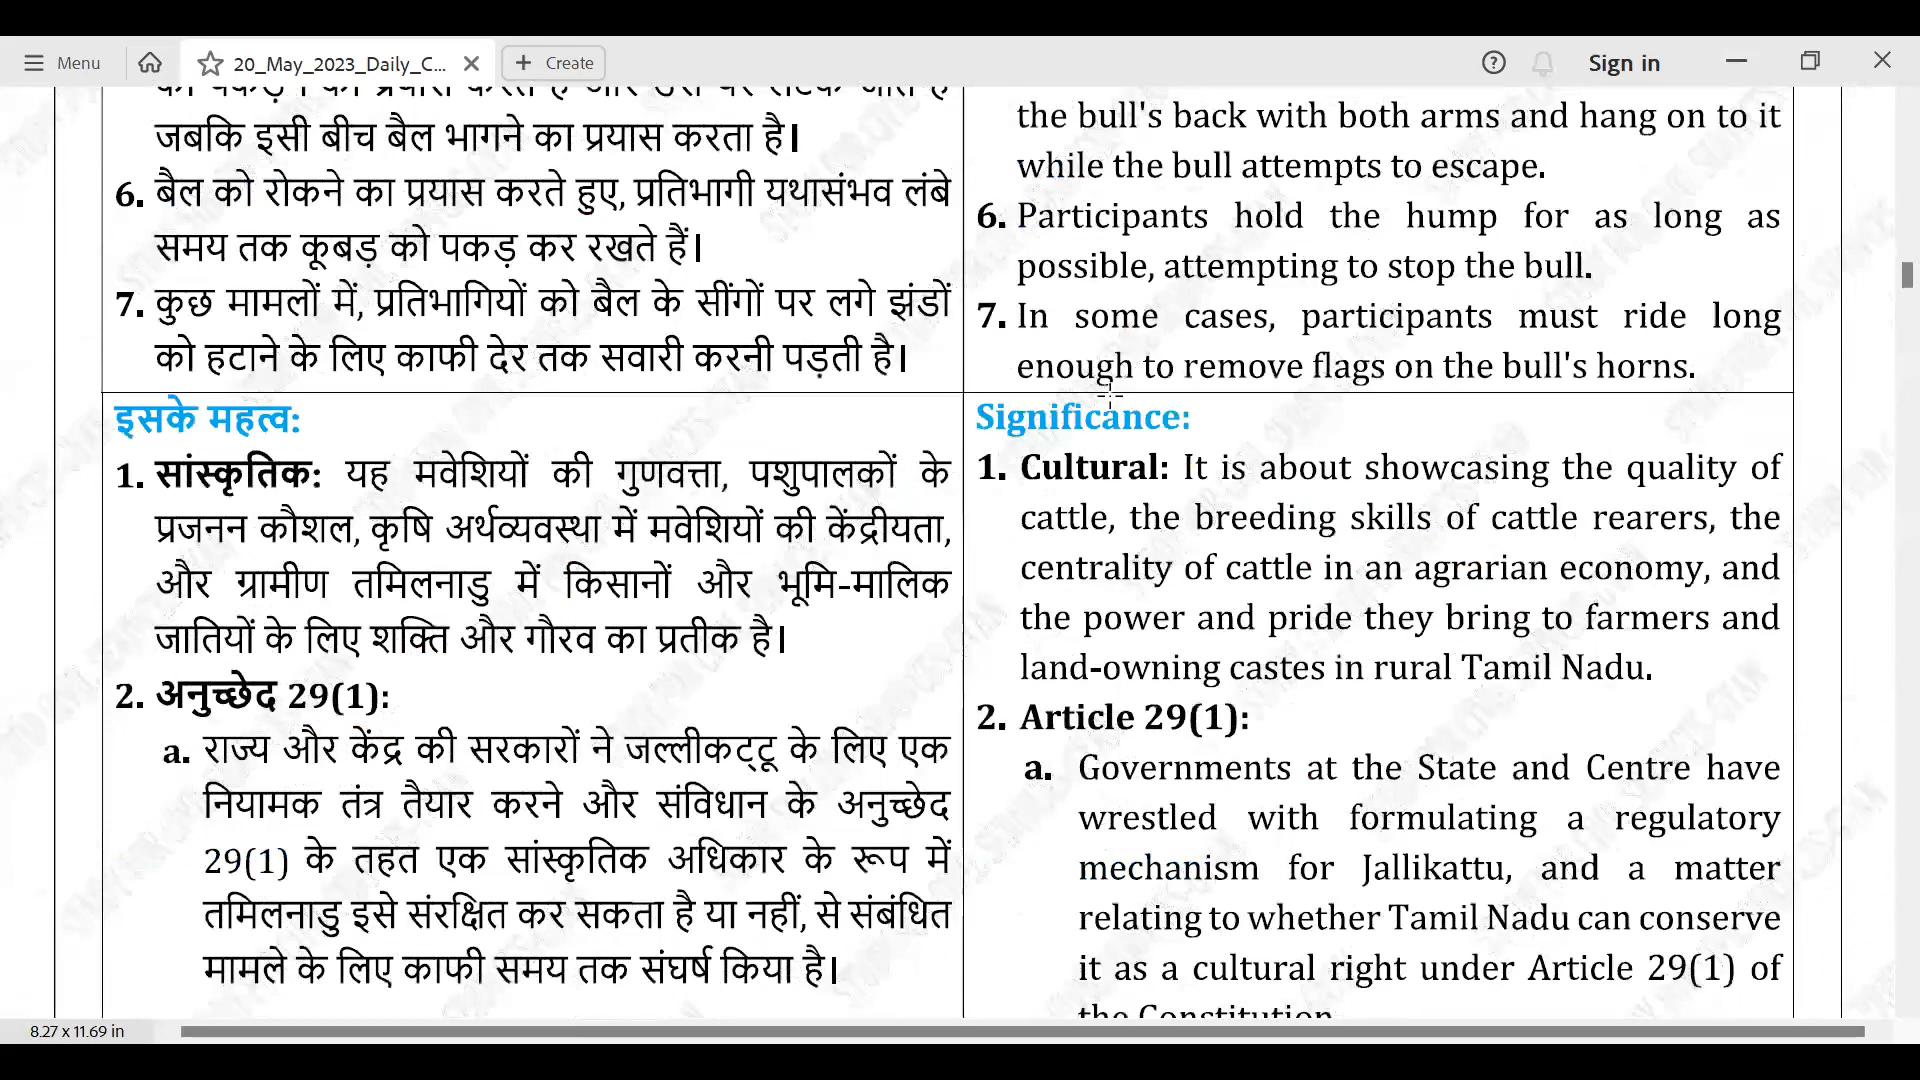 Menu
20_May_2023_Daily_C...
Create
Sign in
जबकि इसी बीच बैल भागने का प्रयास करता है।
6. बैल को रोकने का प्रयास करते हुए, प्रतिभागी यथासंभव लंबे
समय तक कूबड़ को पकड़ कर रखते हैं।
7. कुछ मामलों में, प्रतिभागियों को बैल के सींगों पर लगे झंडों
को हटाने के लिए काफी देर तक सवारी करनी पड़ती है।
इसके महत्व:
1. सांस्कृतिक: यह मवेशियों की गुणवत्ता, पशुपालकों के
प्रजनन कौशल, कृषि अर्थव्यवस्था में मवेशियों की केंद्रीयता,
और ग्रामीण तमिलनाडु में किसानों और भूमि-मालिक
जातियों के लिए शक्ति और गौरव का प्रतीक है।
2. अनुच्छेद 29(1):
a. राज्य और केंद्र की सरकारों ने जल्लीकट्टू के लिए एक
नियामक तंत्र तैयार करने और संविधान के अनुच्छेद
29(1) के तहत एक सांस्कृतिक अधिकार के रूप में
तमिलनाडु इसे संरक्षित कर सकता है या नहीं, से संबंधित
मामले के लिए काफी समय तक संघर्ष किया है।
the bull's back with both arms and hang on to it
while the bull attempts to escape.
6. Participants hold the hump for as long as
possible, attempting to stop the bull.
7. In some cases, participants must ride long
enough to remove flags on the bull's horns.
Significance:
1. Cultural: It is about showcasing the quality of
cattle, the breeding skills of cattle rearers, the
centrality of cattle in an agrarian economy, and
the power and pride they bring to farmers and
land-owning castes in rural Tamil Nadu.
2. Article 29(1):
a. Governments at the State and Centre have
wrestled with formulating a regulatory
mechanism for Jallikattu, and a matter
relating to whether Tamil Nadu can conserve
it as a cultural right under Article 29(1) of
the Constitution
8.27 x 11.69 in